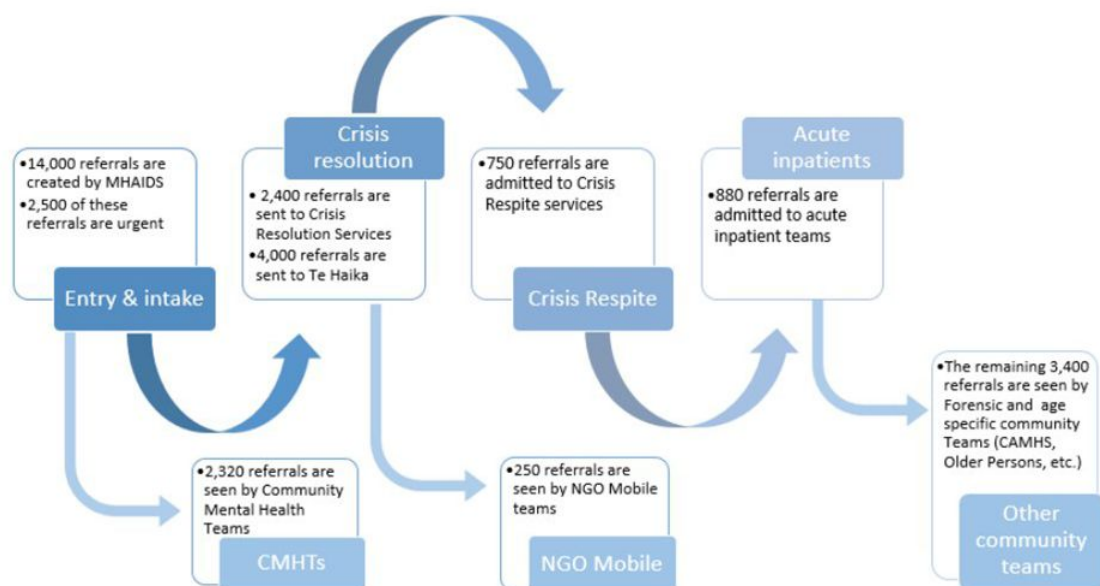 •14,000 referrals are
created by MHAIDS
•2,500 of these
referrals are urgent
Entry & intake
Crisis
resolution
• 2,400 referrals are
sent to Crisis
Resolution Services
•4,000 referrals are
sent to Te Haika
•750 referrals are
admitted to Crisis
Respite services
Crisis Respite
Acute
inpatients
•880 referrals are
admitted to acute
inpatient teams
•2,320 referrals are
seen by Community
Mental Health
Teams
CMHTs
•250 referrals are
seen by NGO Mobile
teams
NGO Mobile
•The remaining 3,400
referrals are seen by
Forensic and age
specific community
Teams (CAMHS,
Older Persons, etc.)
Other
community
teams